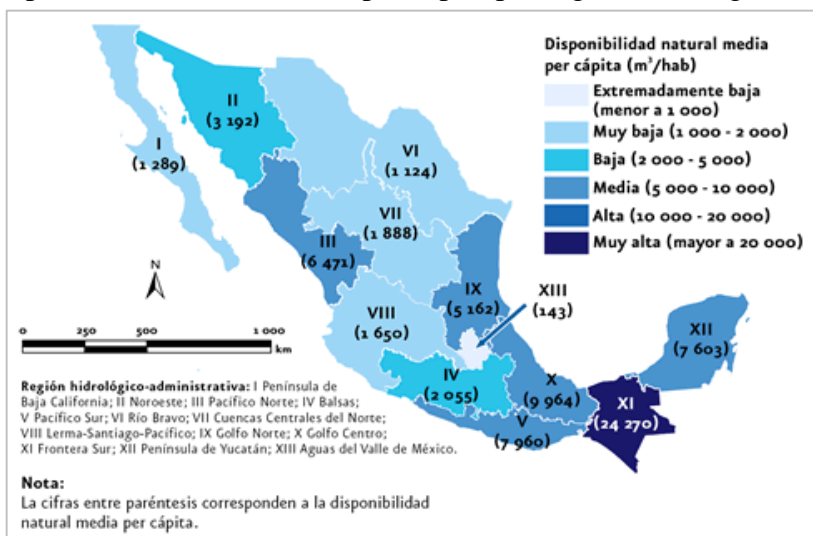 Disponibilidad natural media
per cápita (m³/hab)
Extremadamente baja
(menor a 1 000)
Muy baja (1 000 - 2 000)
Baja (2 000 - 5 000)
Media (5 000 - 10 000)
Alta (10 000 - 20 000)
Muy alta (mayor a 20 000)
II
(3 192)
I
(1 289)
VI
(1 124)
VII
(1 888)
III
(6 471)
N
IX
(5 162)
XIII
(143)
VIII
(1 650)
XII
(7 603)
IV
(2 055)
X
(9 964)
XI
(24 270)
V
(7 960)
0 250 500 1 000
km
Región hidrológico-administrativa: I Península de
Baja California; II Noroeste; III Pacífico Norte; IV Balsas;
V Pacífico Sur; VI Río Bravo; VII Cuencas Centrales del Norte;
VIII Lerma-Santiago-Pacífico; IX Golfo Norte; X Golfo Centro;
XI Frontera Sur; XII Península de Yucatán; XIII Aguas del Valle de México.
Nota:
La cifras entre paréntesis corresponden a la disponibilidad
natural media per cápita.